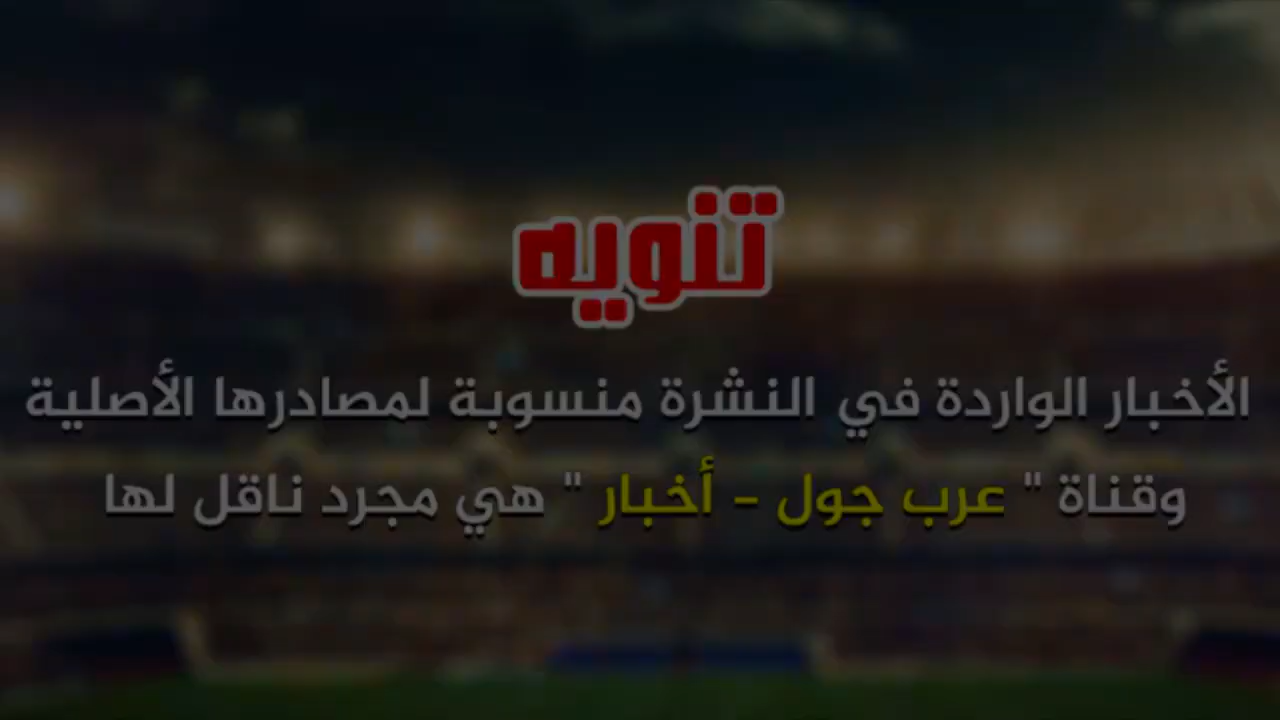 تنويه
الأخبار الواردة في النشرة منسوبة لمصادرها الأصلية
وقناة " عرب جول - أخبار " هي مجرد ناقل لها